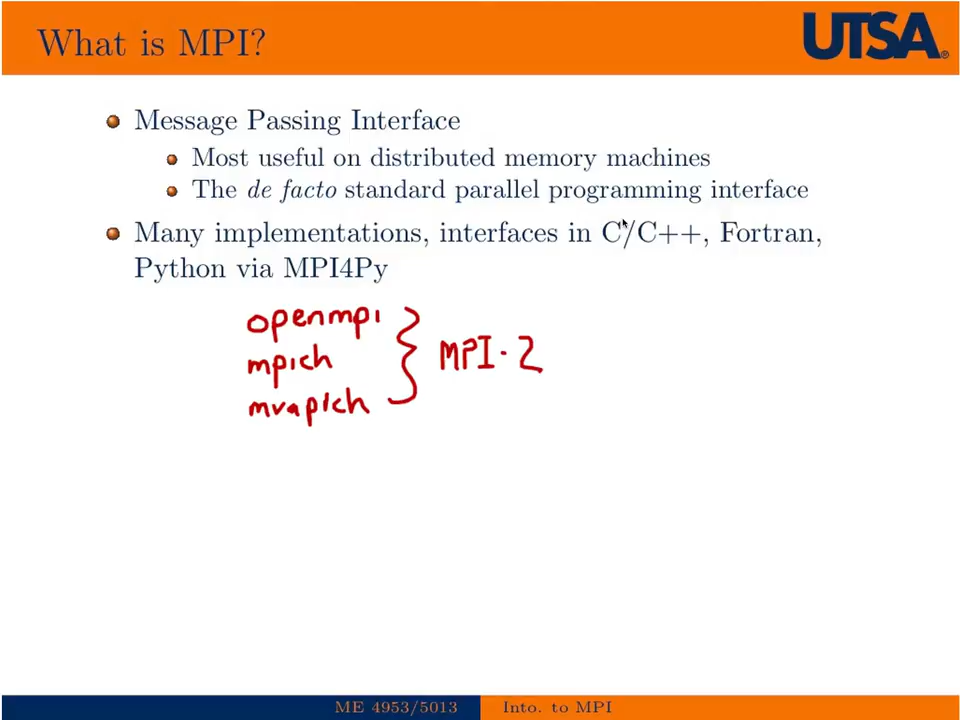 What is MPI?
UTSA®
Message Passing Interface
Most useful on distributed memory machines
The de facto standard parallel programming interface
Many implementations, interfaces in C/C++, Fortran,
Python via MPI4Py
openmpi
mpich
mvapich
MPI-2
ME 4953/5013
Into. to MPI